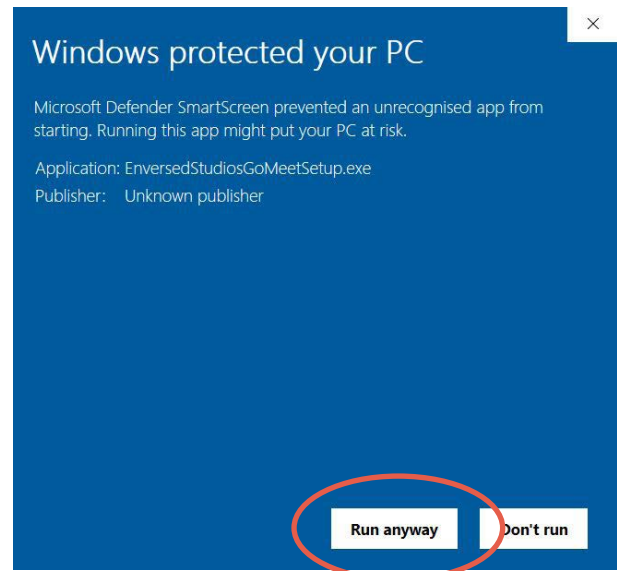 Windows protected your PC
Microsoft Defender SmartScreen prevented an unrecognised app from
starting. Running this app might put your PC at risk.
Application: EnversedStudiosGoMeetSetup.exe
Publisher: Unknown publisher
Run anyway Don't run